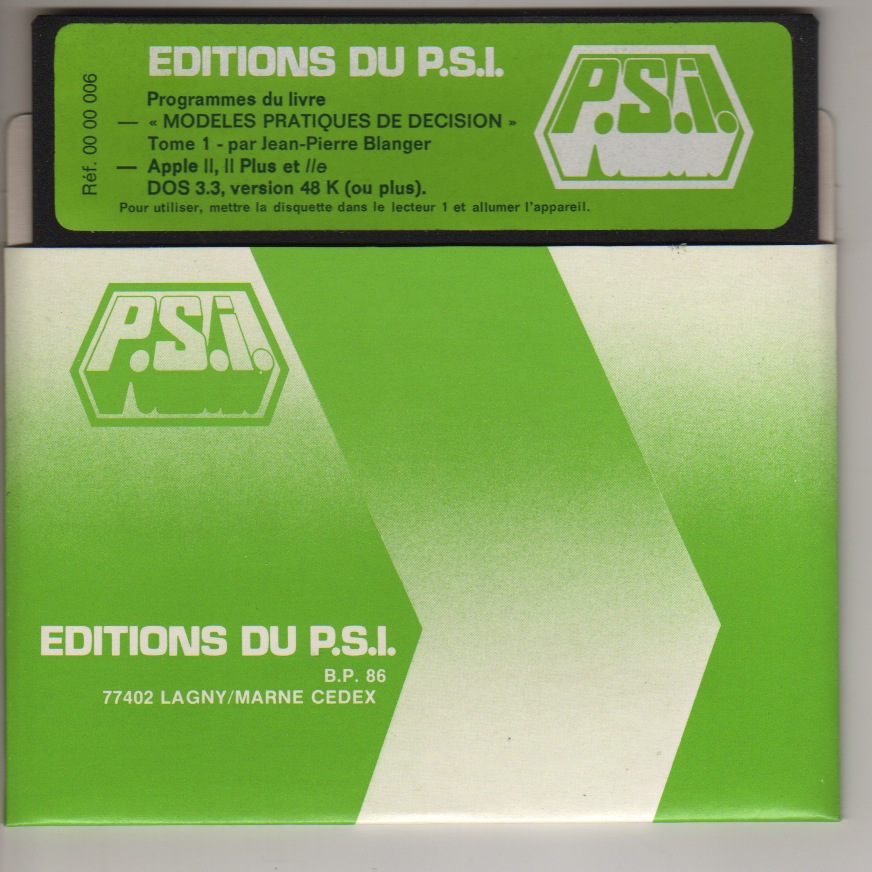 EDITIONS DU P.S.I.
P.S.i.
Réf. 00 00 006
Programmes du livre
— « MODELES PRATIQUES DE DECISION »
Tome 1 - par Jean-Pierre Blanger
— Apple II, II Plus et //e
DOS 3.3, version 48 K (ou plus).
Pour utiliser, mettre la disquette dans le lecteur 1 et allumer l'appareil.
P.S.i.
EDITIONS DU P.S.I.
B.P. 86
77402 LAGNY/MARNE CEDEX